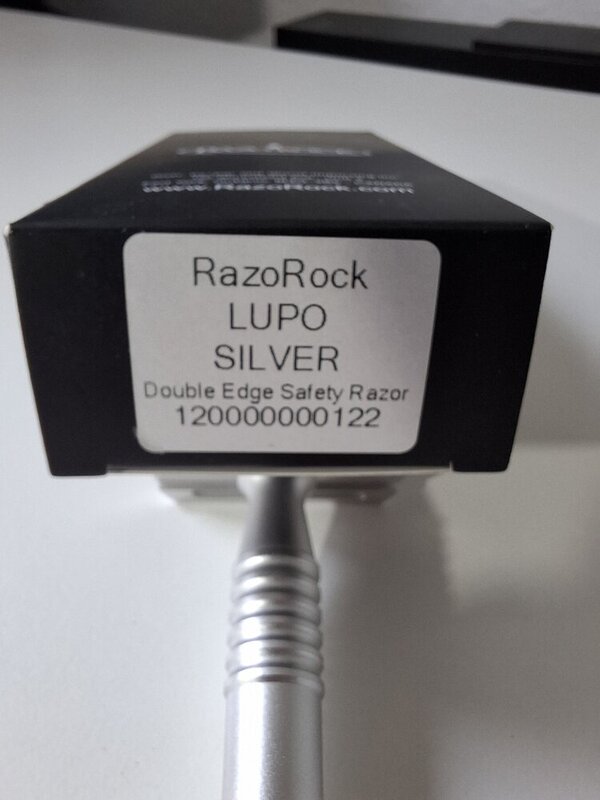 www.RazoRock.com
RazoRock
LUPO
SILVER
Double Edge Safety Razor
120000000122